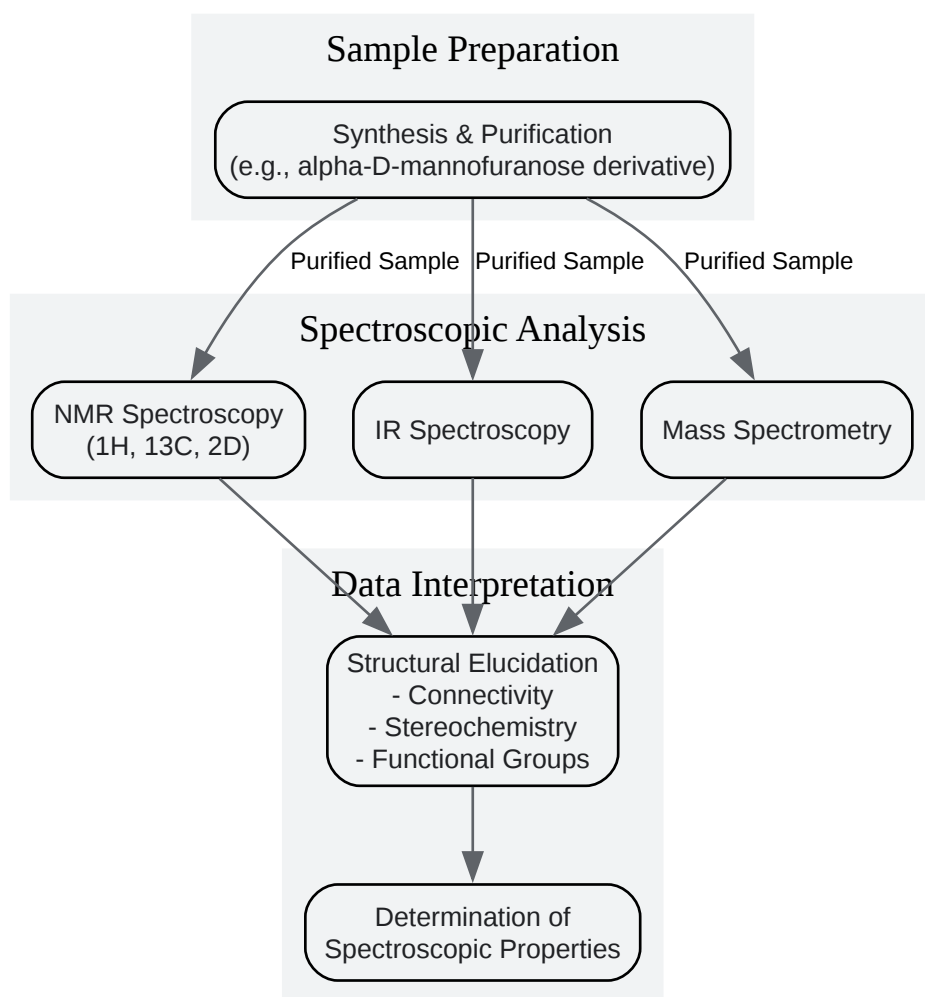 Sample Preparation
Synthesis & Purification
(e.g., alpha-D-mannofuranose derivative)
Purified Sample
Purified Sample
Purified Sample
Spectroscopic Analysis
NMR Spectroscopy
(1H, 13C, 2D)
IR Spectroscopy
Mass Spectrometry
Data Interpretation
Structural Elucidation
- Connectivity
- Stereochemistry
- Functional Groups
Determination of
Spectroscopic Properties